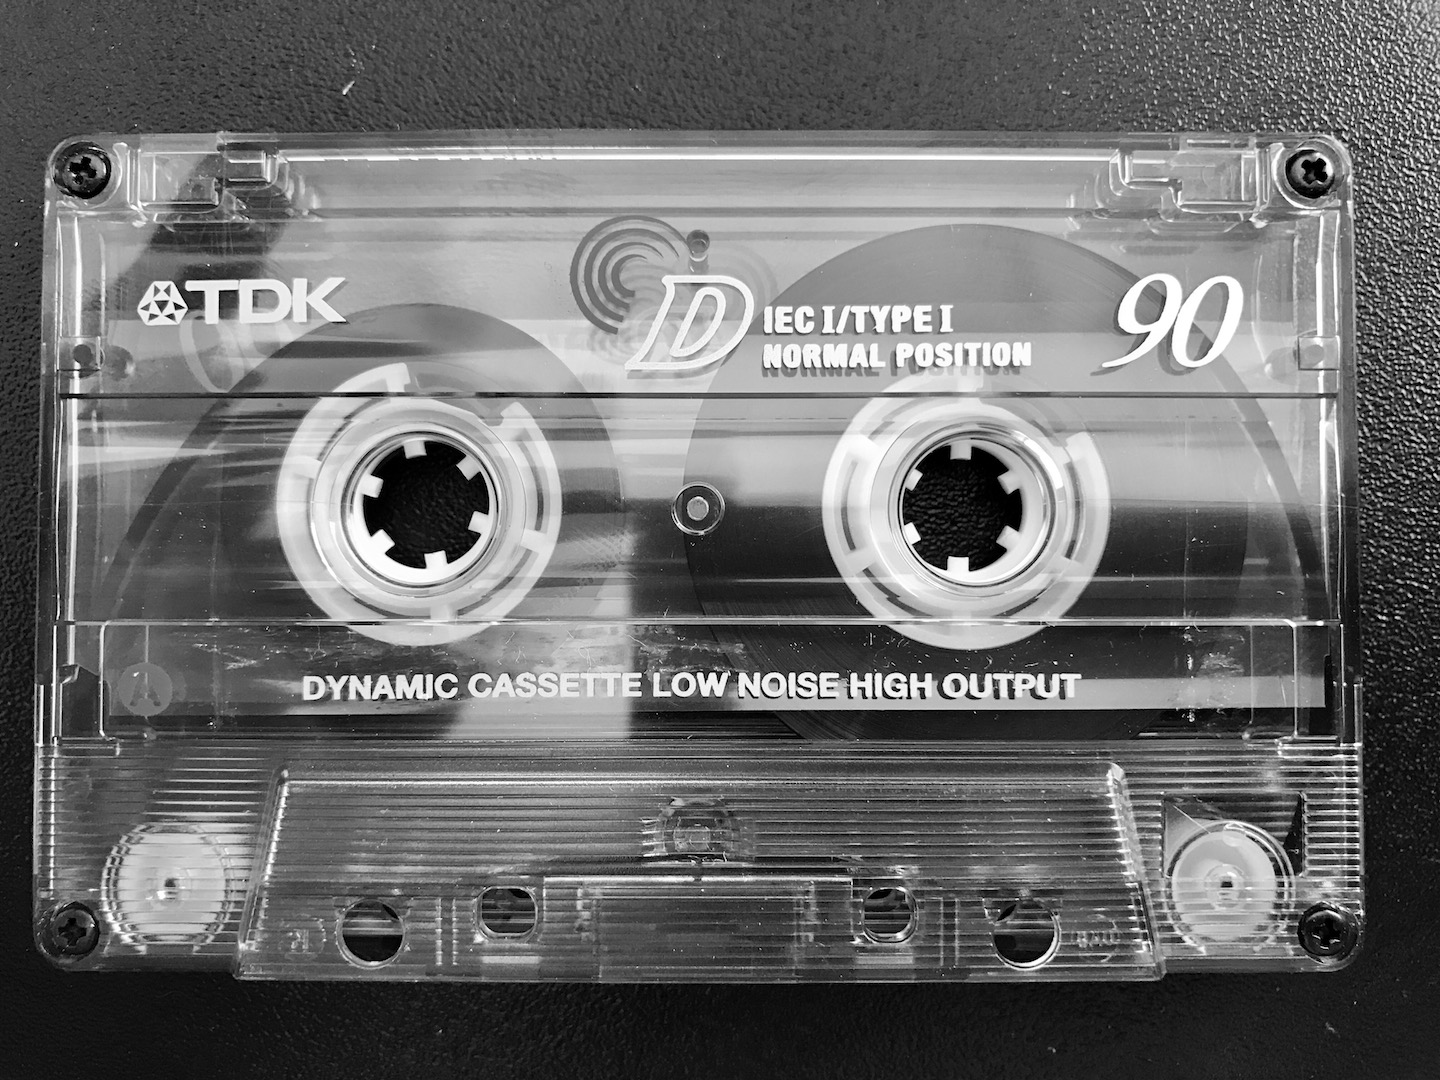 TDK
D
IEC I/TYPE I
NORMAL POSITION
90
A
DYNAMIC CASSETTE LOW NOISE HIGH OUTPUT